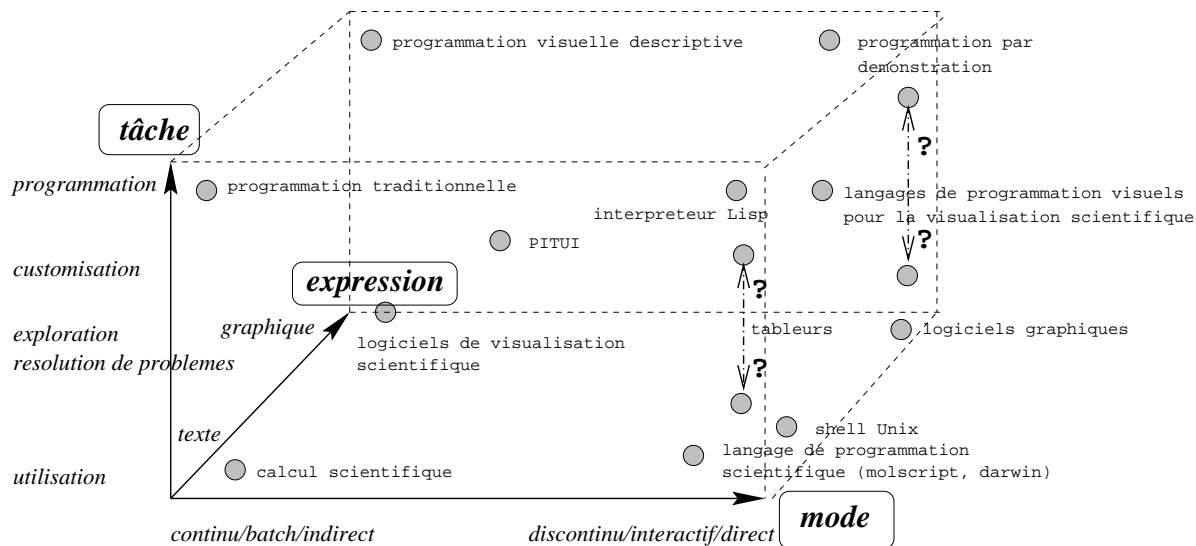 programmation visuelle descriptive
programmation par
demonstration
tâche
?
programmation
programmation traditionnelle
langages de programmation visuels
pour la visualisation scientifique
interpreteur Lisp
?
PITUI
customisation
expression
?
graphique
exploration
resolution de problemes
tableurs
logiciels graphiques
logiciels de visualisation
scientifique
?
texte
shell Unix
utilisation
calcul scientifique
langage de programmation
scientifique (molscript, darwin)
mode
continu/batch/indirect
discontinu/interactif/direct